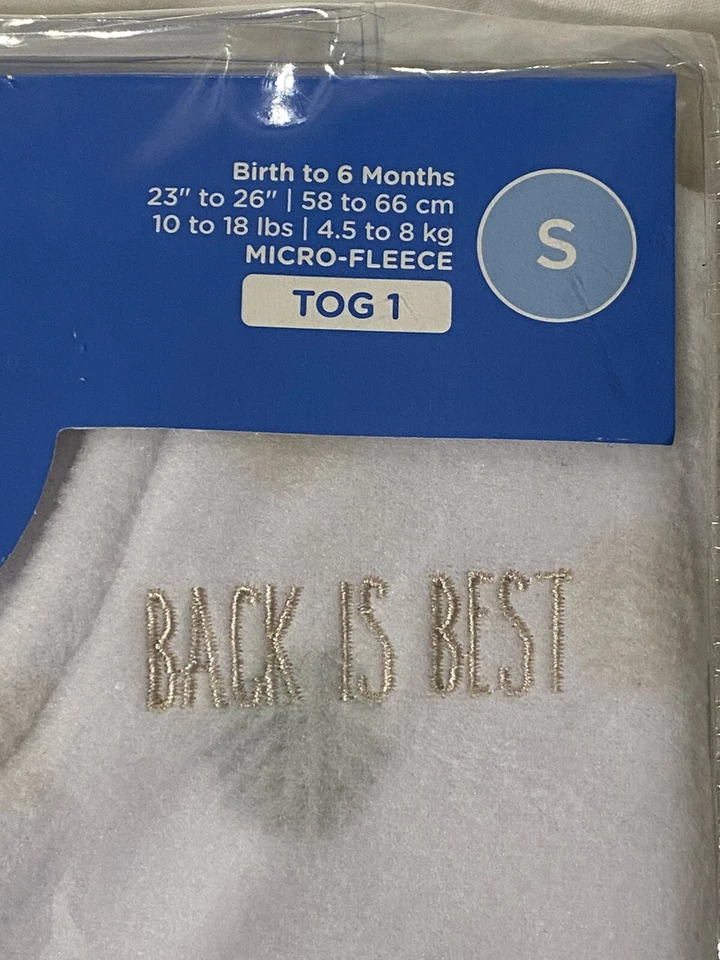 Birth to 6 Months
23" to 26" | 58 to 66 cm
10 to 18 lbs | 4.5 to 8 kg
MICRO-FLEECE
TOG 1
S
BACK IS BEST